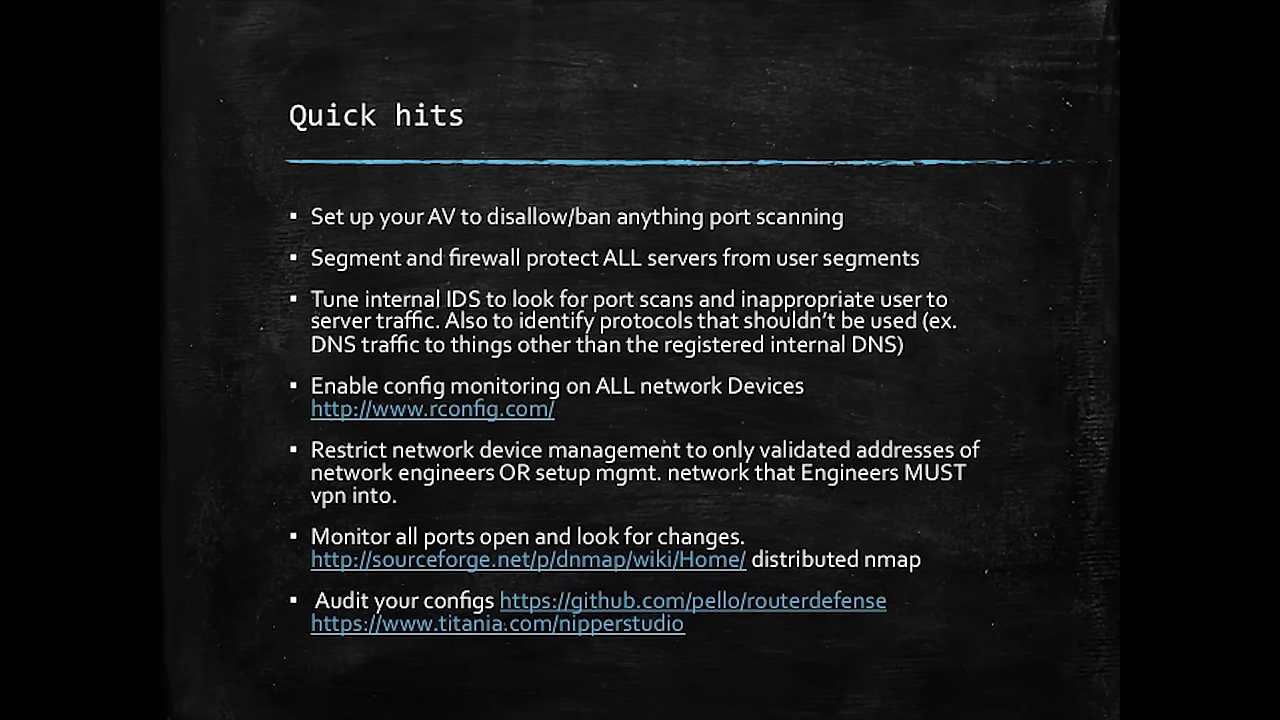 Quick hits
▪ Set up your AV to disallow/ban anything port scanning
▪ Segment and firewall protect ALL servers from user segments
▪ Tune internal IDS to look for port scans and inappropriate user to
server traffic. Also to identify protocols that shouldn't be used (ex.
DNS traffic to things other than the registered internal DNS)
▪ Enable config monitoring on ALL network Devices
http://www.rconfig.com/
▪ Restrict network device management to only validated addresses of
network engineers OR setup mgmt. network that Engineers MUST
vpn into.
▪ Monitor all ports open and look for changes.
http://sourceforge.net/p/dnmap/wiki/Home/ distributed nmap
▪ Audit your configs https://github.com/pello/routerdefense
https://www.titania.com/nipperstudio